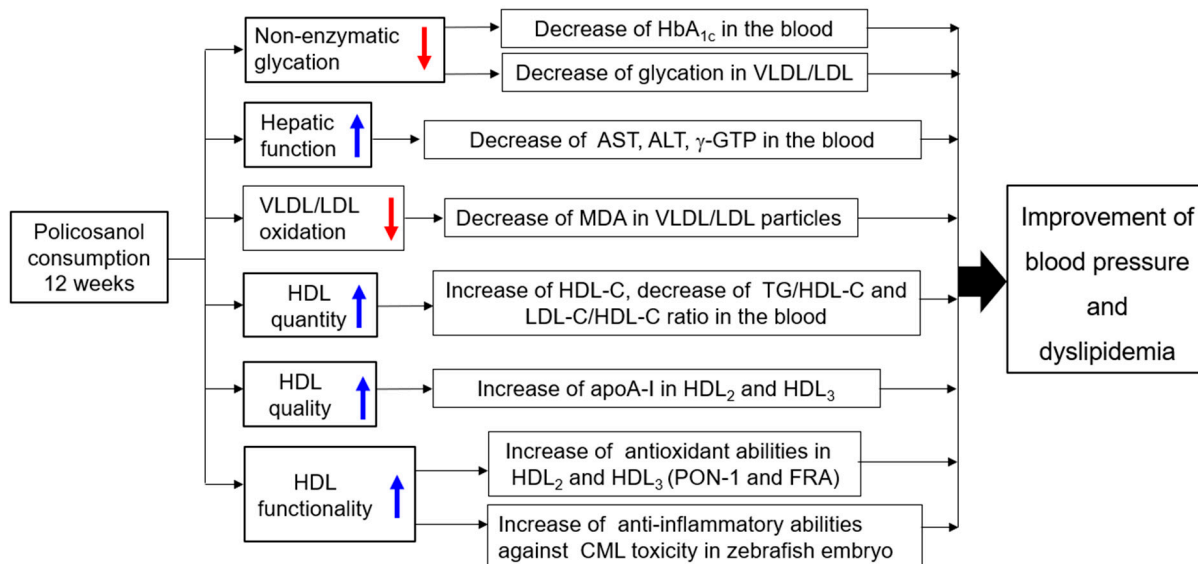 Policosanol
consumption
12 weeks
Non-enzymatic
glycation
Decrease of HbA1c in the blood
Decrease of glycation in VLDL/LDL
Hepatic
function
Decrease of AST, ALT, γ-GTP in the blood
VLDL/LDL
oxidation
Decrease of MDA in VLDL/LDL particles
HDL
quantity
Increase of HDL-C, decrease of TG/HDL-C and
LDL-C/HDL-C ratio in the blood
HDL
quality
Increase of apoA-I in HDL2 and HDL3
HDL
functionality
Increase of antioxidant abilities in
HDL2 and HDL3 (PON-1 and FRA)
Increase of anti-inflammatory abilities
against CML toxicity in zebrafish embryo
Improvement of
blood pressure
and
dyslipidemia